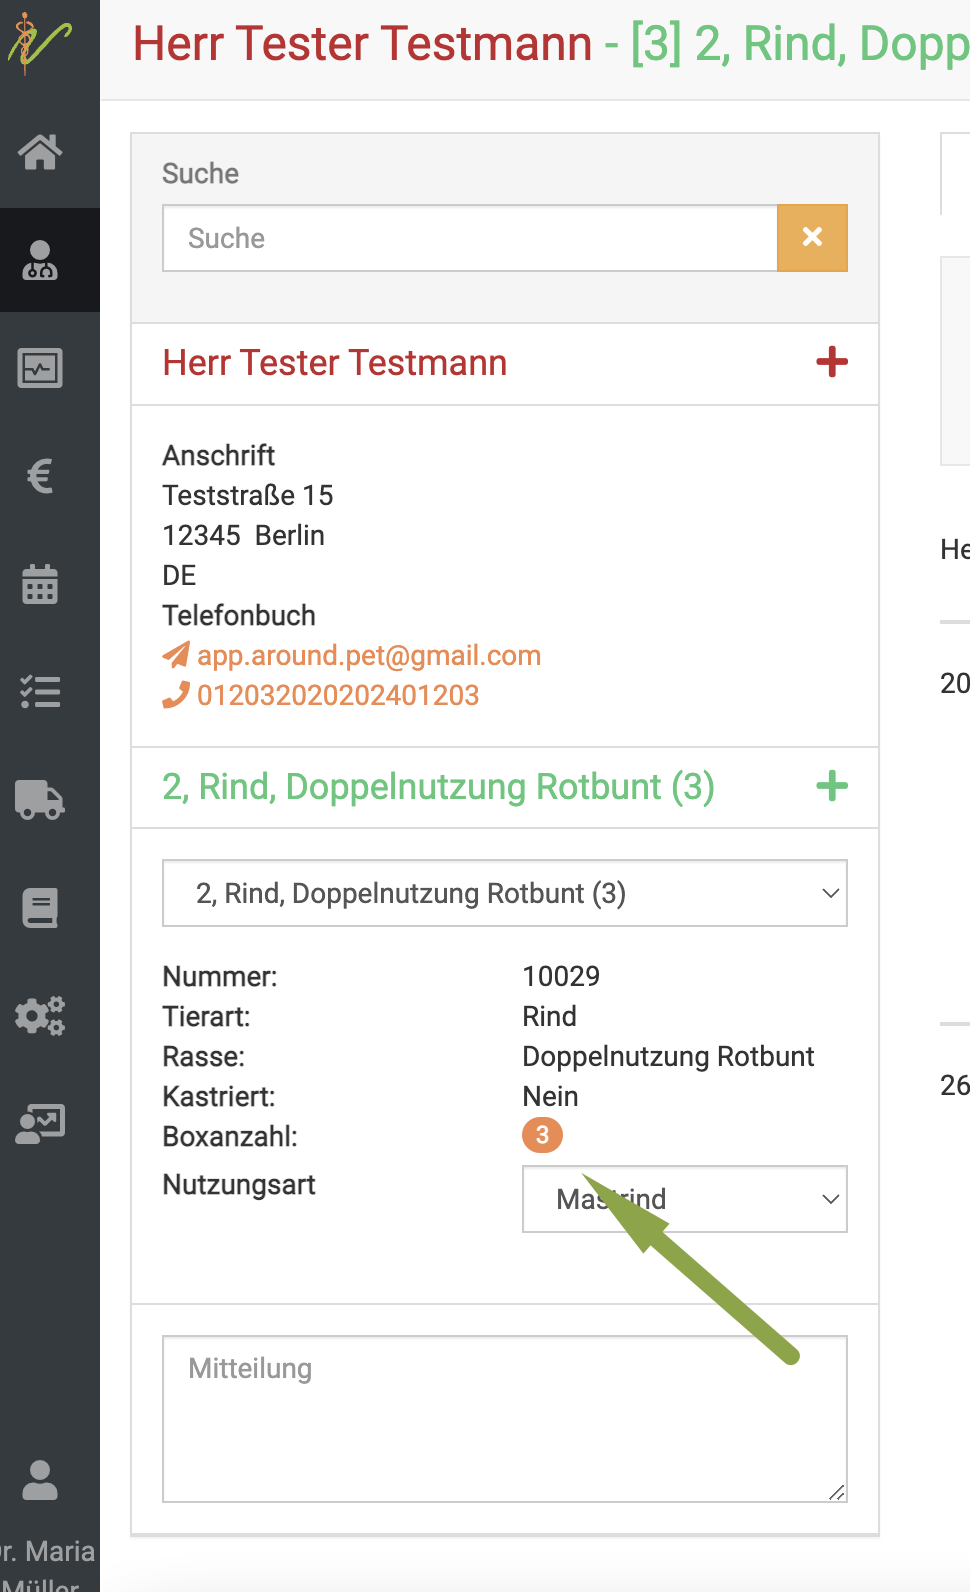 Herr Tester Testmann - [3] 2, Rind, Dopp
Suche
Suche
Herr Tester Testmann
Anschrift
Teststraße 15
12345 Berlin
DE
Telefonbuch
app.around.pet@gmail.com
012032020202401203
2, Rind, Doppelnutzung Rotbunt (3)
2, Rind, Doppelnutzung Rotbunt (3)
Nummer: 10029
Tierart: Rind
Rasse: Doppelnutzung Rotbunt
Kastriert: Nein
Boxanzahl: 3
Nutzungsart Mastrind
Mitteilung
He
20
26
r. Maria
Müller